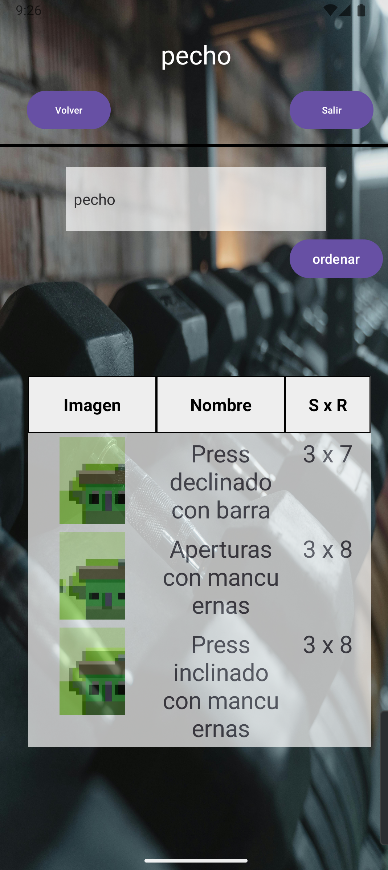 9:26
pecho
Volver
Salir
pecho
ordenar
Imagen
Nombre
S x R
Press
declinado
con barra
3 x 7
Aperturas
con mancu
ernas
3 x 8
Press
inclinado
con mancu
ernas
3 x 8